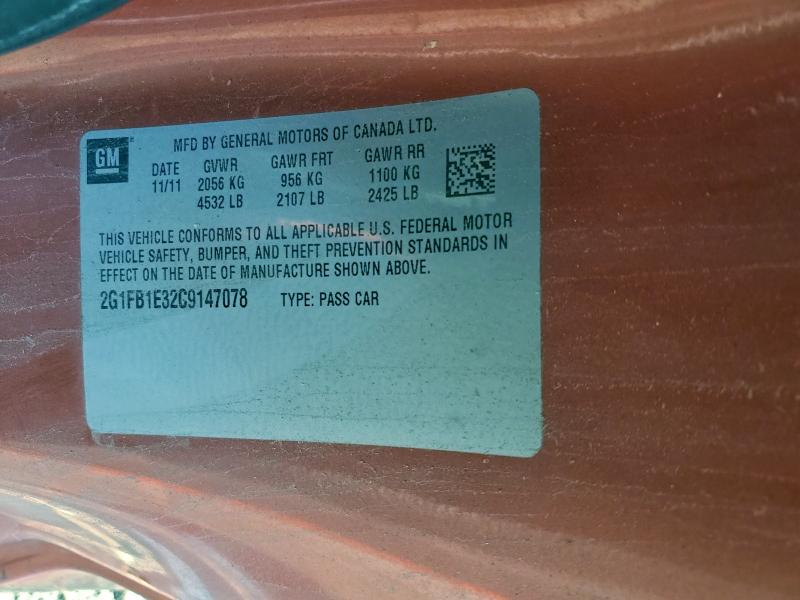 GM
MFD BY GENERAL MOTORS OF CANADA LTD.
DATE GVWR GAWR FRT GAWR RR
11/11 2056 KG 956 KG 1100 KG
4532 LB 2107 LB 2425 LB
THIS VEHICLE CONFORMS TO ALL APPLICABLE U.S. FEDERAL MOTOR
VEHICLE SAFETY, BUMPER, AND THEFT PREVENTION STANDARDS IN
EFFECT ON THE DATE OF MANUFACTURE SHOWN ABOVE.
2G1FB1E32C9147078 TYPE: PASS CAR